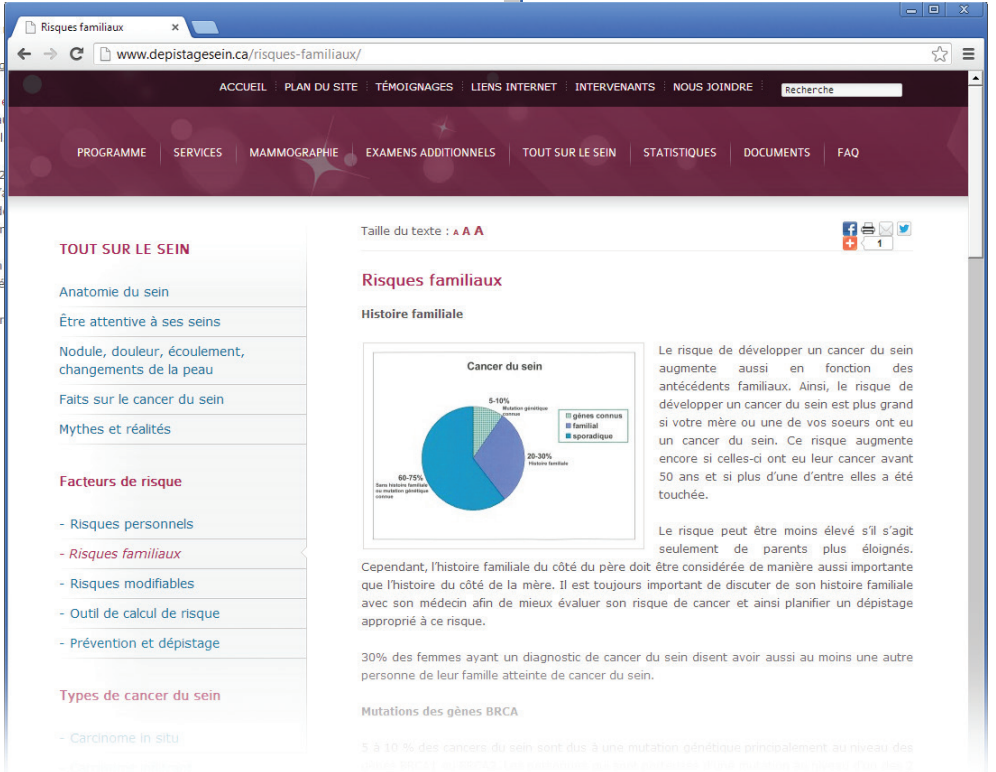 Risques familiaux
www.depistagesein.ca/risques-familiaux/
ACCUEIL PLAN DU SITE TÉMOIGNAGES LIENS INTERNET INTERVENANTS NOUS JOINDRE Recherche
PROGRAMME SERVICES MAMMOGRAPHIE EXAMENS ADDITIONNELS TOUT SUR LE SEIN STATISTIQUES DOCUMENTS FAQ
TOUT SUR LE SEIN
Anatomie du sein
Être attentive à ses seins
Nodule, douleur, écoulement,
changements de la peau
Faits sur le cancer du sein
Mythes et réalités
Facteurs de risque
- Risques personnels
- Risques familiaux
- Risques modifiables
- Outil de calcul de risque
- Prévention et dépistage
Types de cancer du sein
- Carcinome in situ
Taille du texte : A A A
1
Risques familiaux
Histoire familiale
Cancer du sein
5-10%
Mutation génétique
connue
gènes connus
familial
sporadique
20-30%
Histoire familiale
60-75%
Sans histoire familiale
ou mutation génétique
connue
Le risque de développer un cancer du sein
augmente aussi en fonction des
antécédents familiaux. Ainsi, le risque de
développer un cancer du sein est plus grand
si votre mère ou une de vos soeurs ont eu
un cancer du sein. Ce risque augmente
encore si celles-ci ont eu leur cancer avant
50 ans et si plus d'une d'entre elles a été
touchée.
Le risque peut être moins élevé s'il s'agit
seulement de parents plus éloignés.
Cependant, l'histoire familiale du côté du père doit être considérée de manière aussi importante
que l'histoire du côté de la mère. Il est toujours important de discuter de son histoire familiale
avec son médecin afin de mieux évaluer son risque de cancer et ainsi planifier un dépistage
approprié à ce risque.
30% des femmes ayant un diagnostic de cancer du sein disent avoir aussi au moins une autre
personne de leur famille atteinte de cancer du sein.
Mutations des gènes BRCA
5 à 10 % des cancers du sein sont dus à une mutation génétique principalement au niveau des